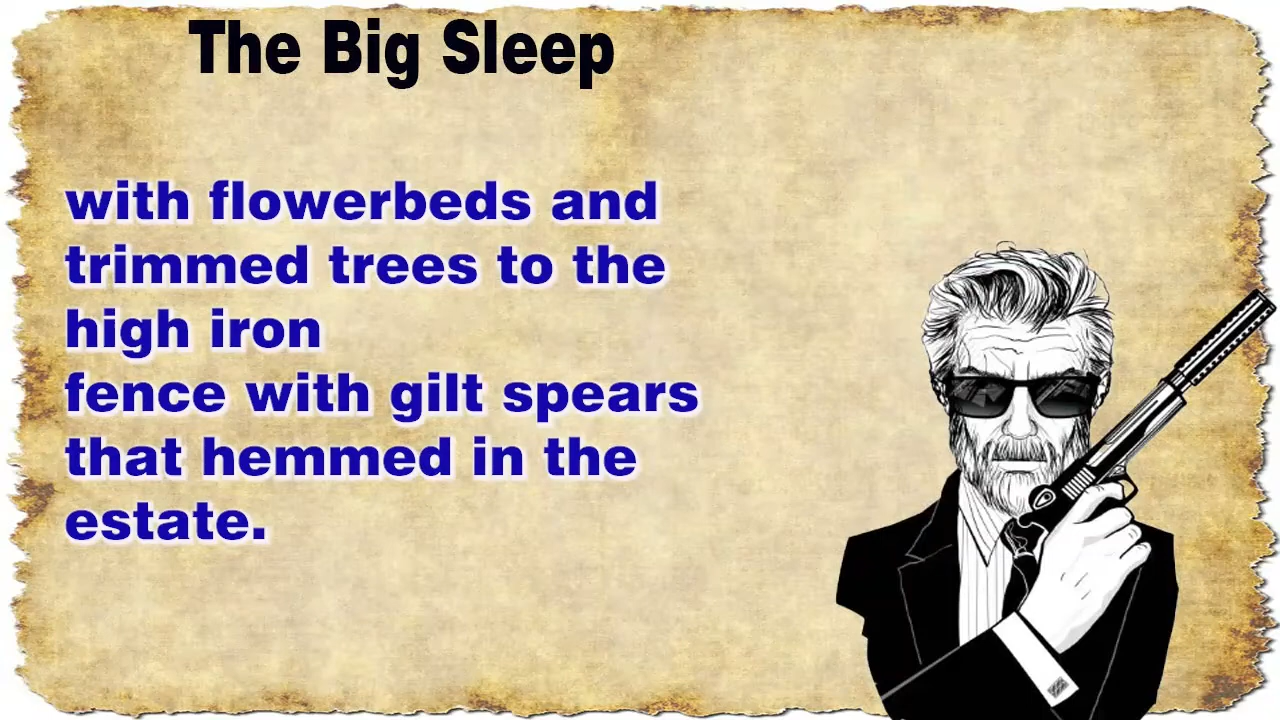 The Big Sleep
with flowerbeds and
trimmed trees to the
high iron
fence with gilt spears
that hemmed in the
estate.